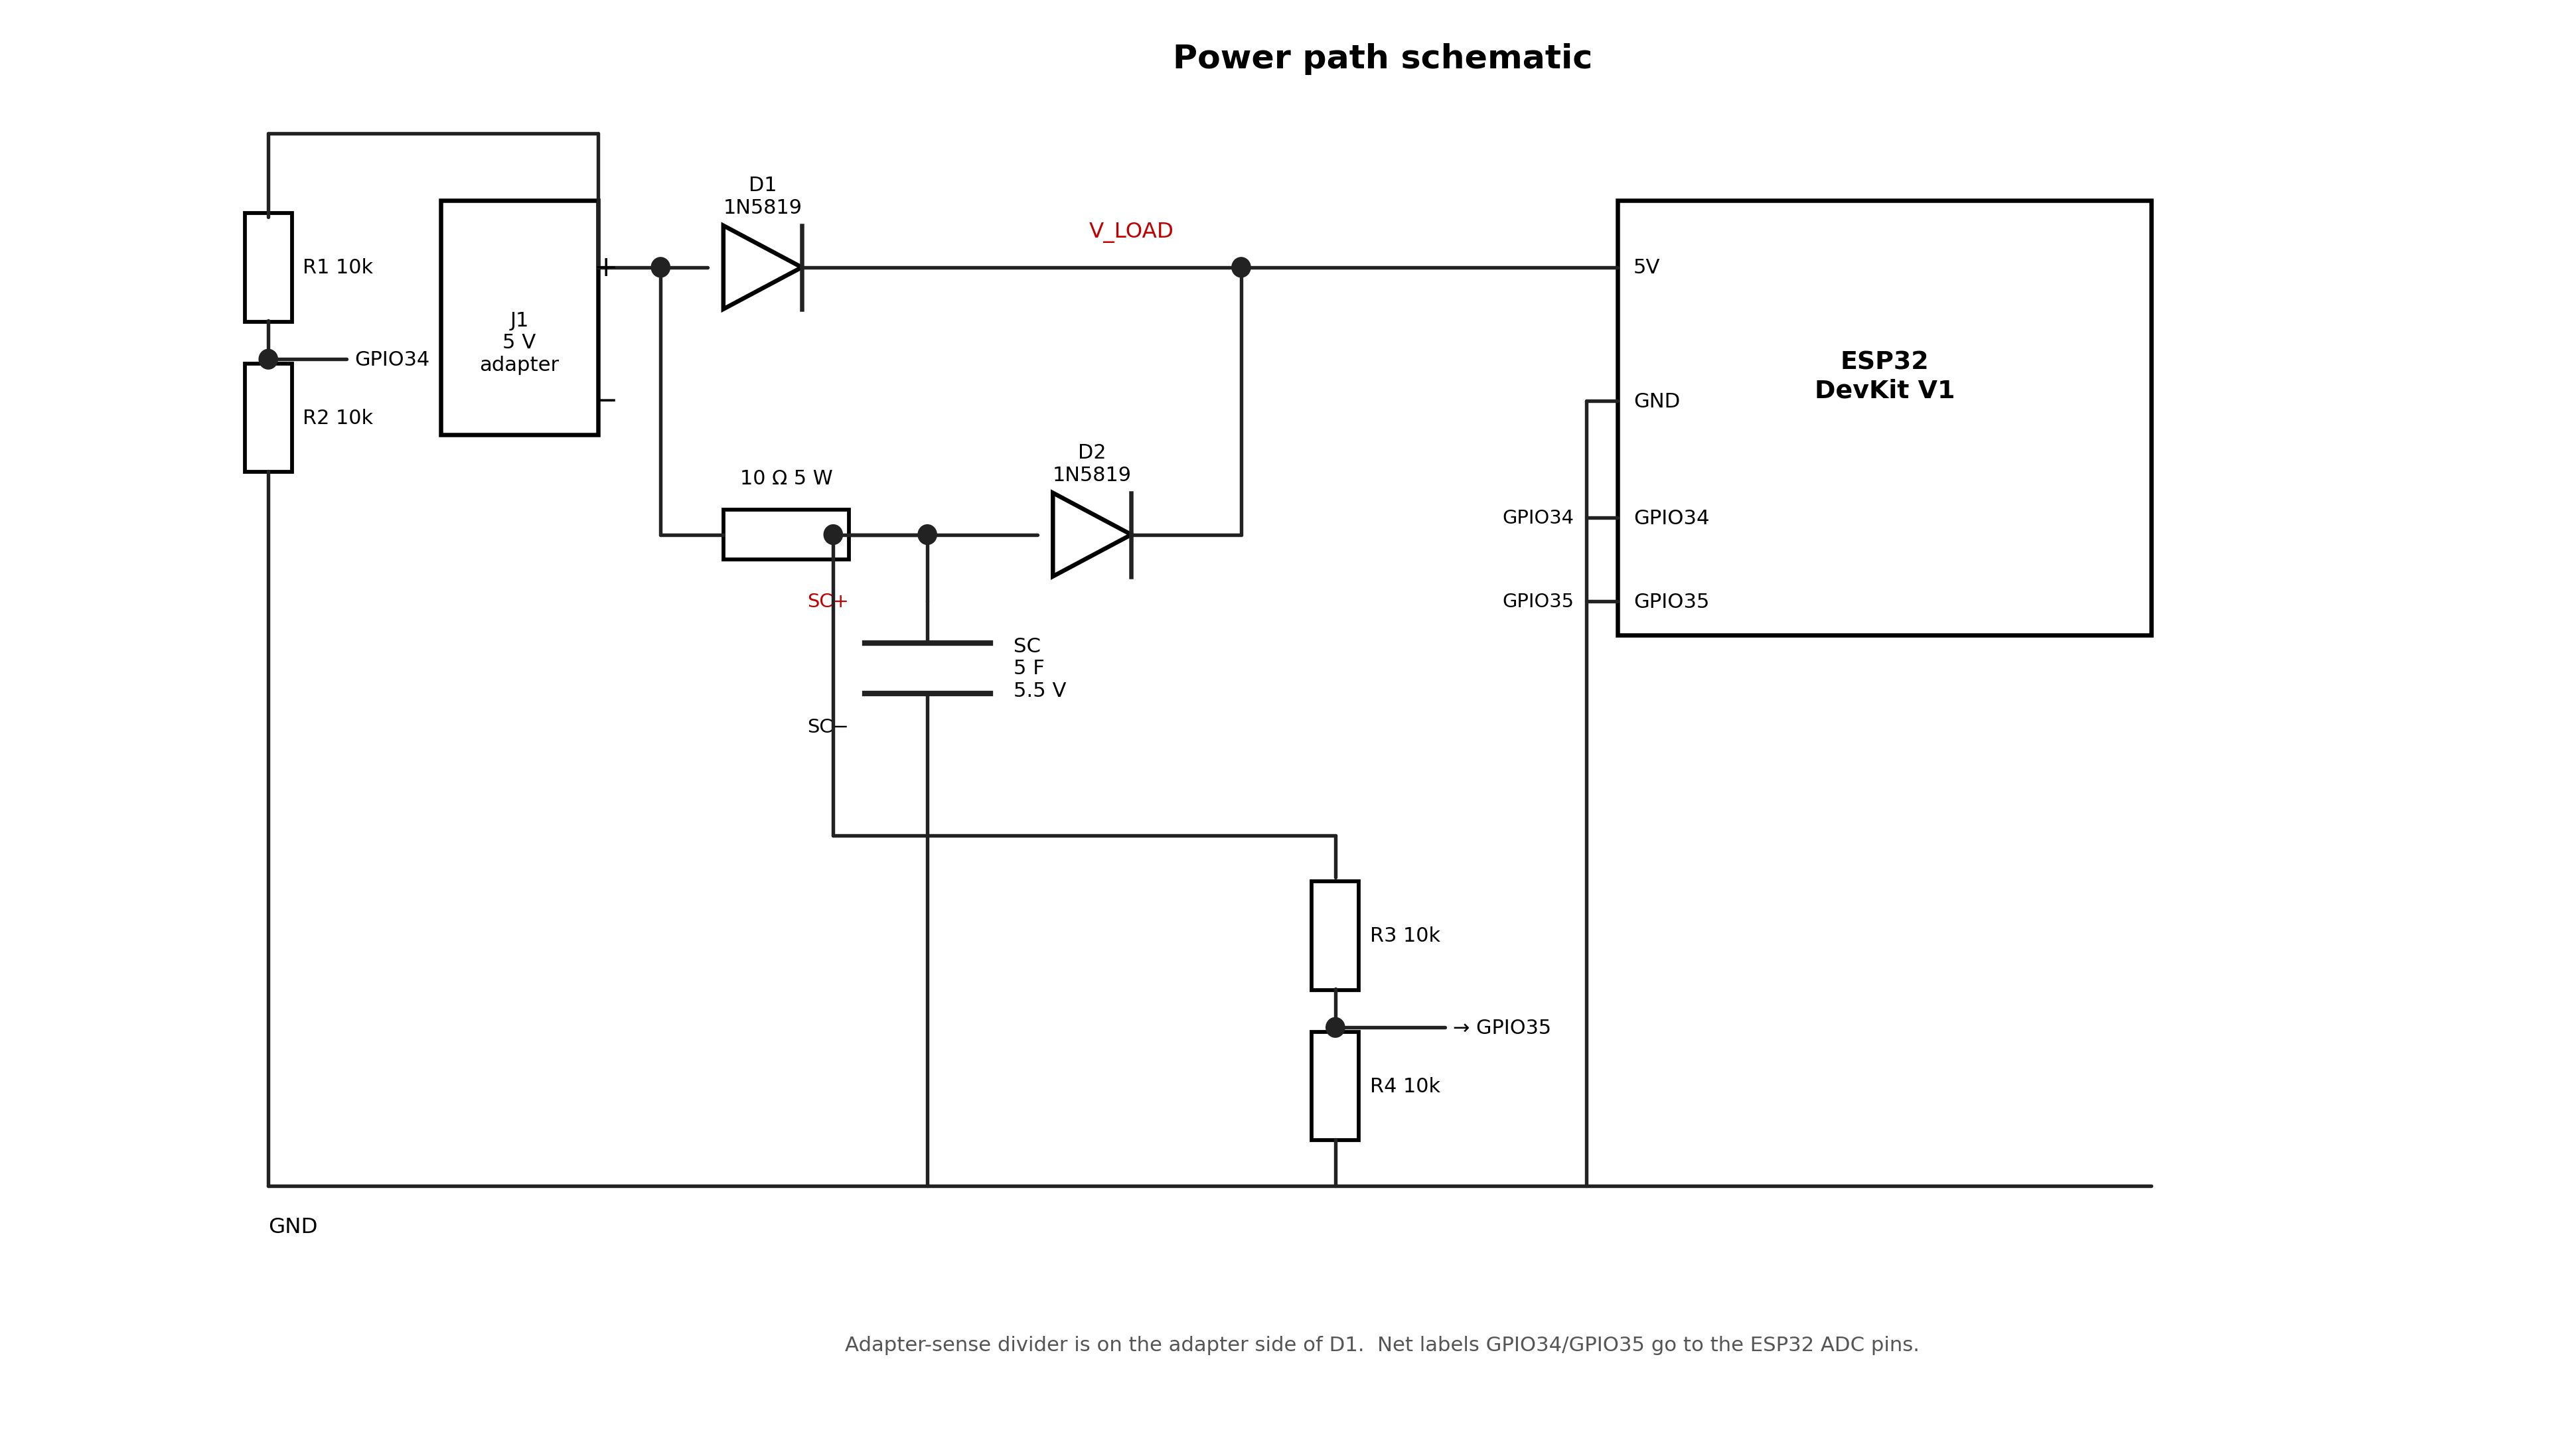 Power path schematic
D1
1N5819
V_LOAD
R1 10k
+
5V
J1
5 V
adapter
GPIO34
ESP32
DevKit V1
R2 10k
−
GND
D2
1N5819
10 Ω 5 W
GPIO34
GPIO34
SC+
GPIO35
GPIO35
SC
5 F
5.5 V
SC−
R3 10k
→ GPIO35
R4 10k
GND
Adapter-sense divider is on the adapter side of D1.  Net labels GPIO34/GPIO35 go to the ESP32 ADC pins.